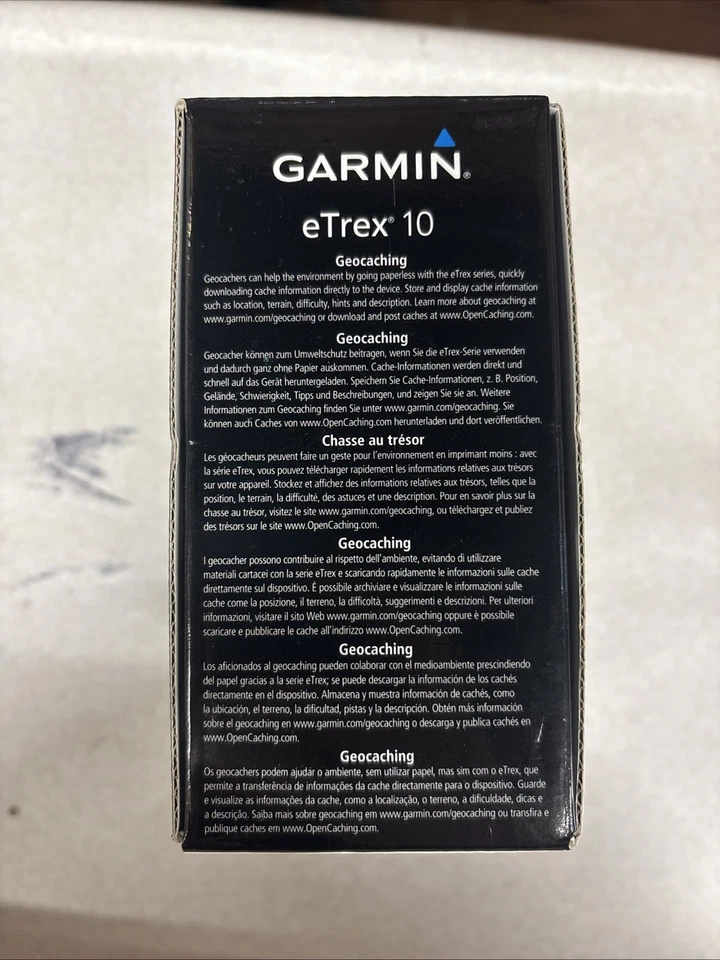 GARMIN®
eTrex® 10
Geocaching
Geocachers can help the environment by going paperless with the eTrex series, quickly
downloading cache information directly to the device. Store and display cache information
such as location, terrain, difficulty, hints and description. Learn more about geocaching at
www.garmin.com/geocaching or download and post caches at www.OpenCaching.com.
Geocaching
Geocacher können zum Umweltschutz beitragen, wenn Sie die eTrex-Serie verwenden
und dadurch ganz ohne Papier auskommen. Cache-Informationen werden direkt und
schnell auf das Gerät heruntergeladen. Speichern Sie Cache-Informationen, z. B. Position,
Gelände, Schwierigkeit, Tipps und Beschreibungen, und zeigen Sie sie an. Weitere
Informationen zum Geocaching finden Sie unter www.garmin.com/geocaching. Sie
können auch Caches von www.OpenCaching.com herunterladen und dort veröffentlichen.
Chasse au trésor
Les géocacheurs peuvent faire un geste pour l'environnement en imprimant moins : avec
la série eTrex, vous pouvez télécharger rapidement les informations relatives aux trésors
sur votre appareil. Stockez et affichez des informations relatives aux trésors, telles que la
position, le terrain, la difficulté, des astuces et une description. Pour en savoir plus sur la
chasse au trésor, visitez le site www.garmin.com/geocaching, ou téléchargez et publiez
des trésors sur le site www.OpenCaching.com.
Geocaching
I geocacher possono contribuire al rispetto dell'ambiente, evitando di utilizzare
materiali cartacei con la serie eTrex e scaricando rapidamente le informazioni sulle cache
direttamente sul dispositivo. È possibile archiviare e visualizzare le informazioni sulle
cache come la posizione, il terreno, la difficoltà, suggerimenti e descrizioni. Per ulteriori
informazioni, visitare il sito Web www.garmin.com/geocaching oppure è possibile
scaricare e pubblicare le cache all'indirizzo www.OpenCaching.com.
Geocaching
Los aficionados al geocaching pueden colaborar con el medioambiente prescindiendo
del papel gracias a la serie eTrex; se puede descargar la información de los cachés
directamente en el dispositivo. Almacena y muestra información de cachés, como
la ubicación, el terreno, la dificultad, pistas y la descripción. Obtén más información
sobre el geocaching en www.garmin.com/geocaching o descarga y publica cachés en
www.OpenCaching.com.
Geocaching
Os geocachers podem ajudar o ambiente, sem utilizar papel, mas sim com o eTrex, que
permite a transferência de informações da cache directamente para o dispositivo. Guarde
e visualize as informações da cache, como a localização, o terreno, a dificuldade, dicas e
a descrição. Saiba mais sobre geocaching em www.garmin.com/geocaching ou transfira e
publique caches em www.OpenCaching.com.